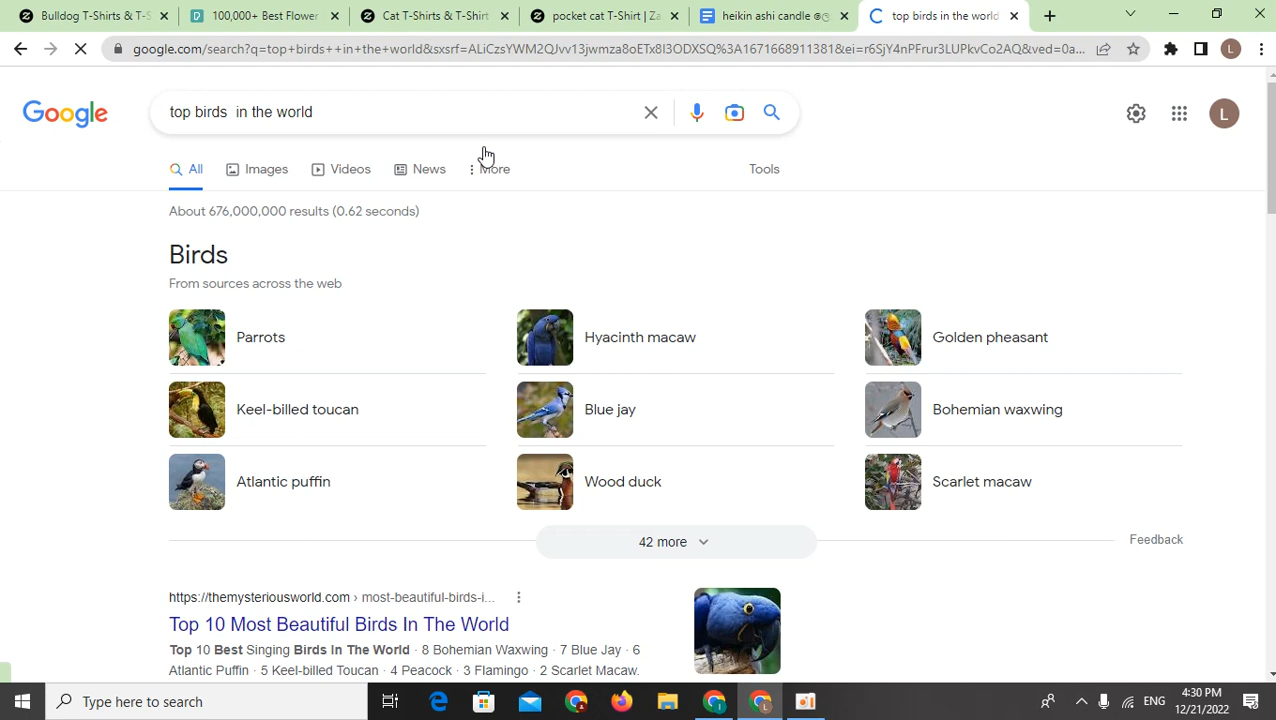 Bulldog T-Shirts & T-S
100,000+ Best Flower
Cat T-Shirts & T-Shirt
pocket cat T-Shirt | Za
heikin ashi candle
top birds in the world
google.com/search?q=top+birds++in+the+world&sxsrf=ALiCzsYWM2QJvv13jwmza8oETx8I3ODXSQ%3A1671668911381&ei=r6SjY4nPFrur3LUPkvCo2AQ&ved=0a...
L
Google
top birds  in the world
L
All
Images
Videos
News
More
Tools
About 676,000,000 results (0.62 seconds)
Birds
From sources across the web
Parrots
Hyacinth macaw
Golden pheasant
Keel-billed toucan
Blue jay
Bohemian waxwing
Atlantic puffin
Wood duck
Scarlet macaw
42 more
Feedback
https://themysteriousworld.com › most-beautiful-birds-i...
Top 10 Most Beautiful Birds In The World
Top 10 Best Singing Birds In The World · 8 Bohemian Waxwing · 7 Blue Jay · 6
Atlantic Puffin · 5 Keel-billed Toucan · 4 Peacock · 3 Flamingo · 2 Scarlet Macaw.
Type here to search
ENG
4:30 PM
12/21/2022